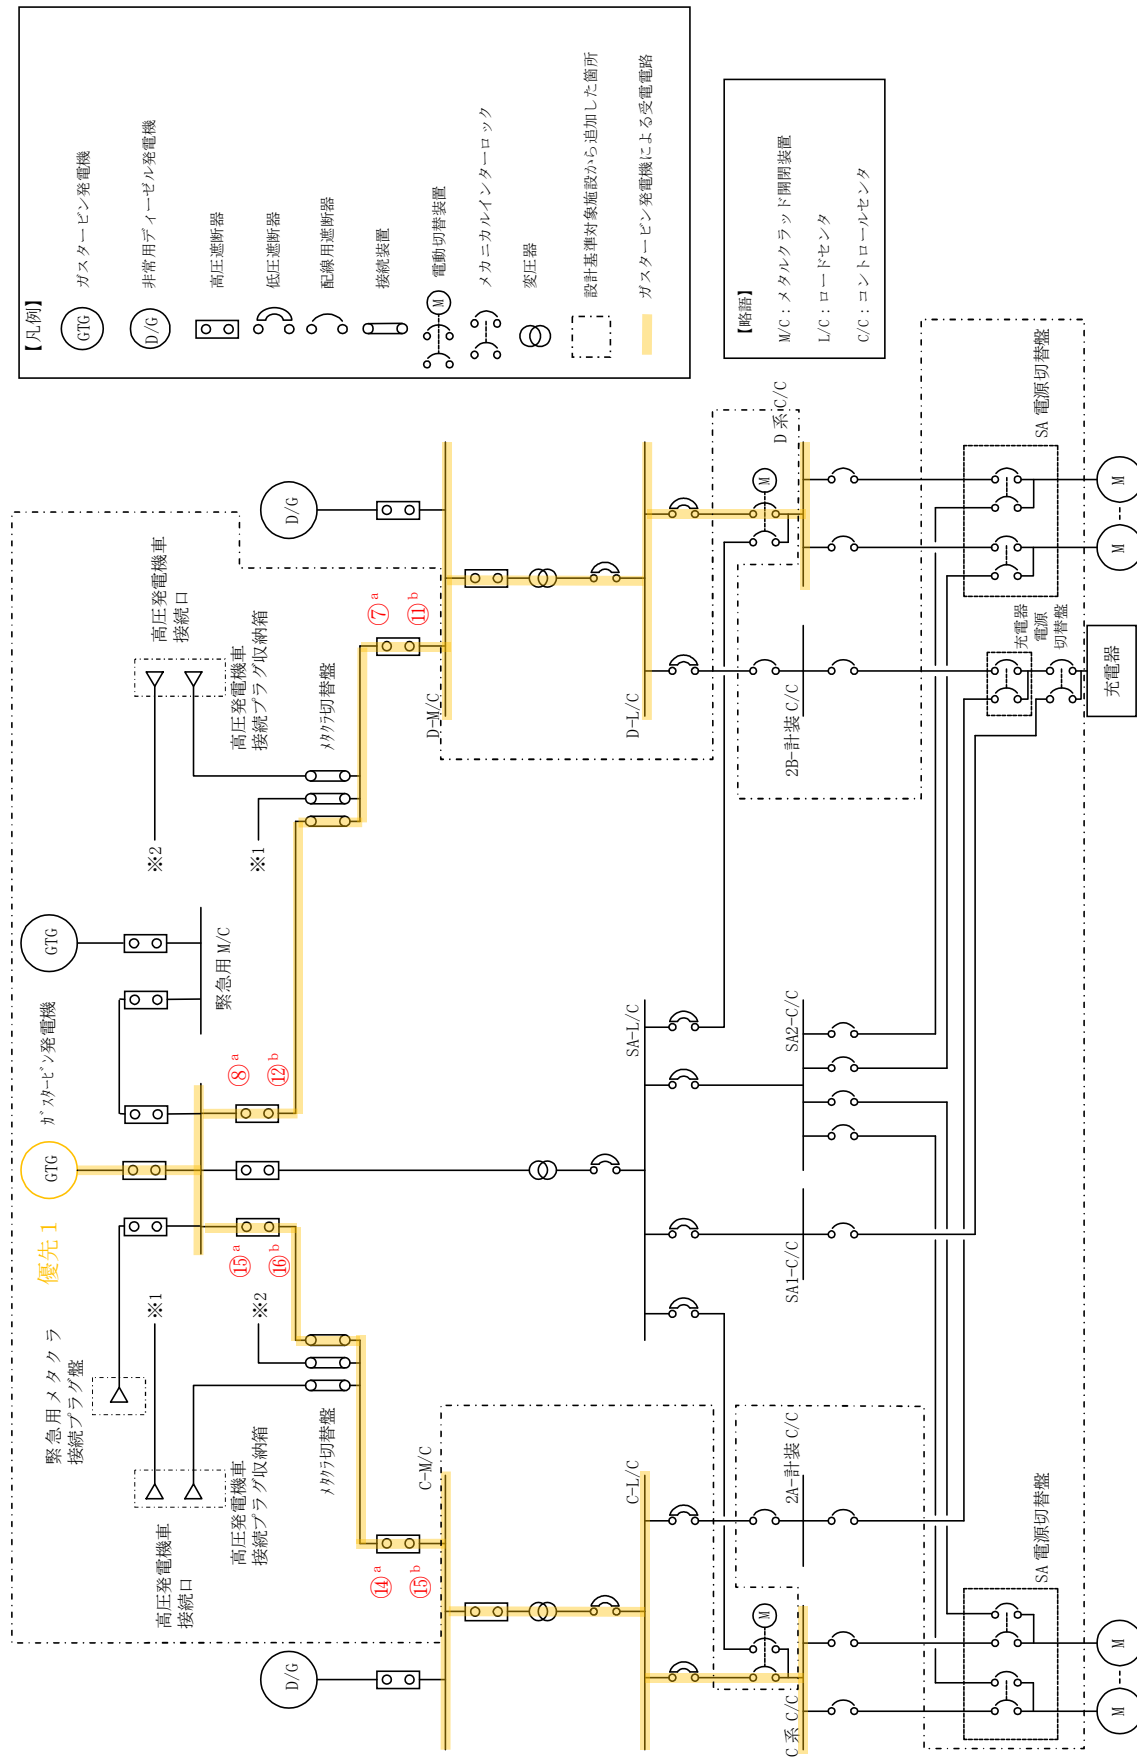 【凡例】
GTG
ガスタービン発電機
D/G
非常用ディーゼル発電機
高圧遮断器
低圧遮断器
配線用遮断器
接続装置
M
電動切替装置
メカニカルインターロック
変圧器
設計基準対象施設から追加した箇所
ガスタービン発電機による受電電路
【略語】
M/C：メタルクラッド開閉装置
L/C：ロードセンタ
C/C：コントロールセンタ
優先1
GTG
ｶﾞｽﾀｰﾋﾞﾝ発電機
GTG
緊急用 M/C
緊急用メタクラ
接続プラグ盤
高圧発電機車
接続口
高圧発電機車
接続プラグ収納箱
※1
※2
ﾒﾀｸﾗ切替盤
⑮a
⑯b
⑧a
⑫b
⑭a
⑮b
⑦a
⑪b
高圧発電機車
接続口
高圧発電機車
接続プラグ収納箱
※2
※1
ﾒﾀｸﾗ切替盤
D/G
D/G
C-M/C
D-M/C
C-L/C
SA-L/C
D-L/C
M
M
C 系 C/C
2A-計装 C/C
SA1-C/C
SA2-C/C
2B-計装 C/C
D 系 C/C
SA 電源切替盤
充電器
電源
切替盤
SA 電源切替盤
M
M
充電器
M
M